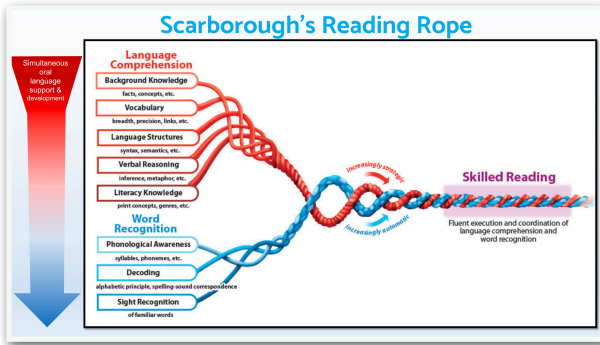 Scarborough's Reading Rope
Simultaneous
oral
language
support &
development
Language
Comprehension
Background Knowledge
facts, concepts, etc.
Vocabulary
breadth, precision, links, etc.
Language Structures
syntax, semantics, etc.
Verbal Reasoning
inference, metaphor, etc.
Literacy Knowledge
print concepts, genres, etc.
Word
Recognition
Phonological Awareness
syllables, phonemes, etc.
Decoding
alphabetic principle, spelling-sound correspondence
Sight Recognition
of familiar words
increasingly strategic
increasingly automatic
Skilled Reading
Fluent execution and coordination of
language comprehension and
word recognition